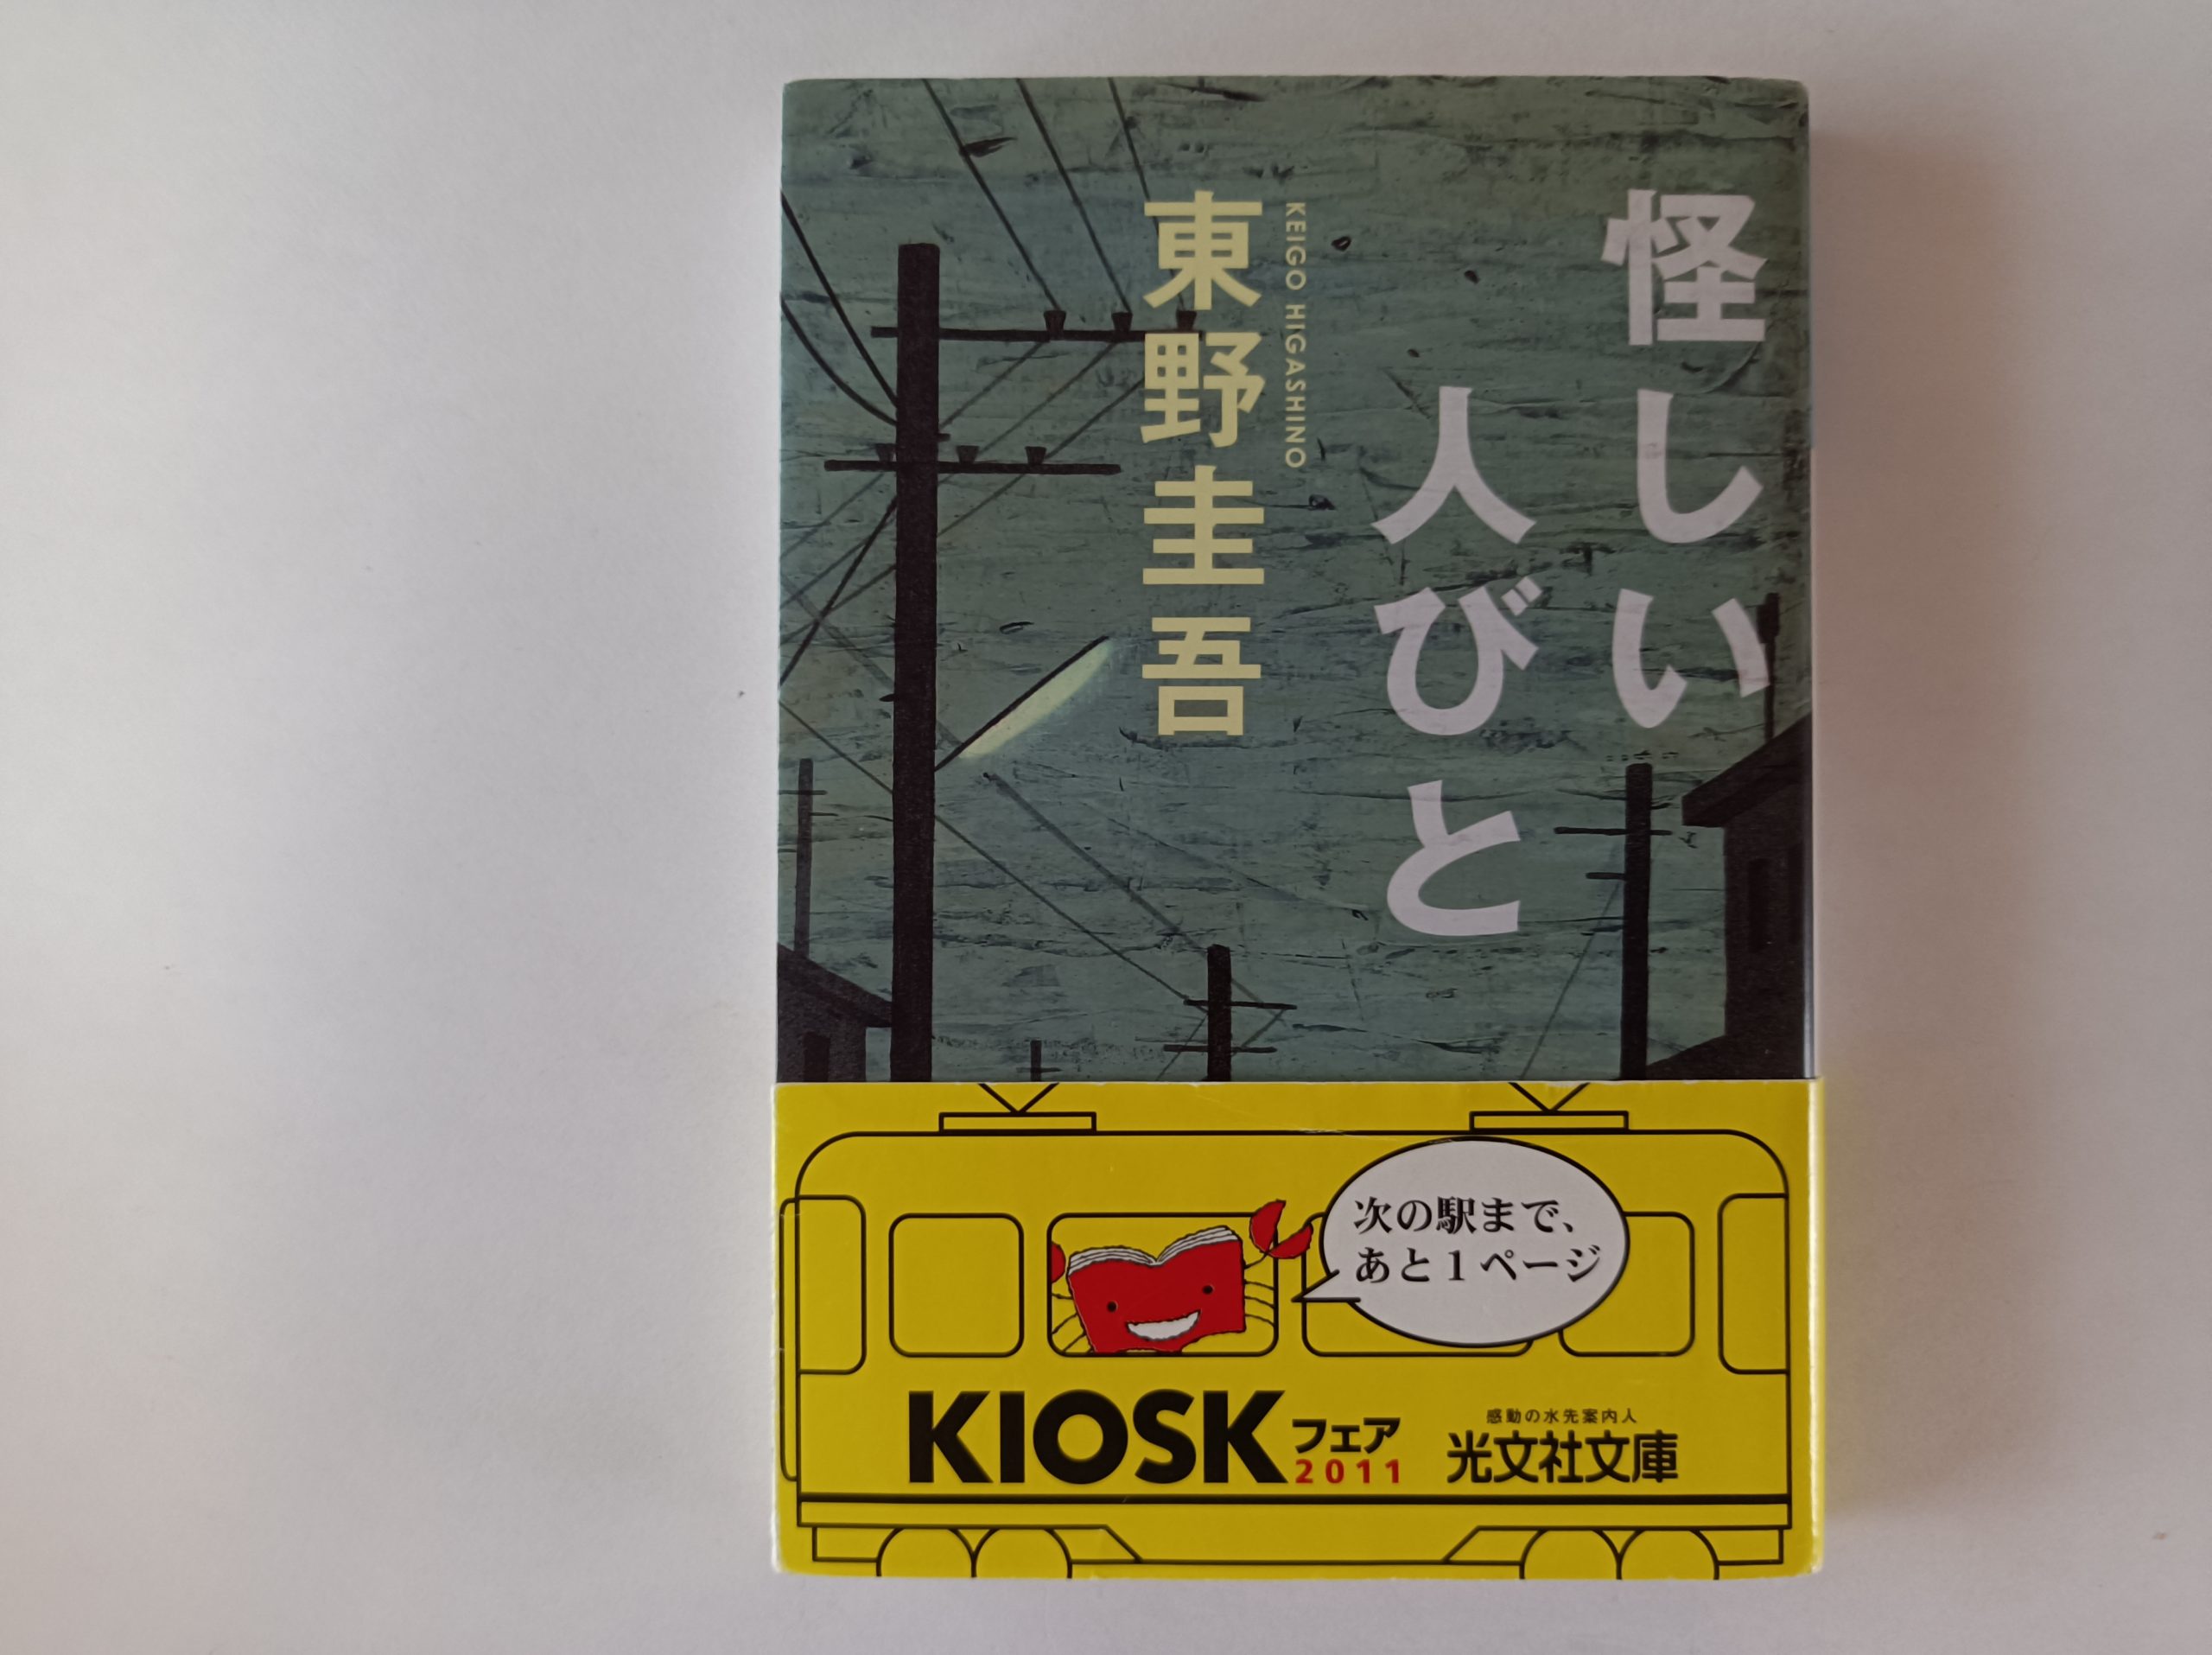 怪しい
人びと
KEIGO HIGASHINO
東野圭吾
次の駅まで、
あと1ページ
KIOSK
フェア
2011
感動の水先案内人
光文社文庫